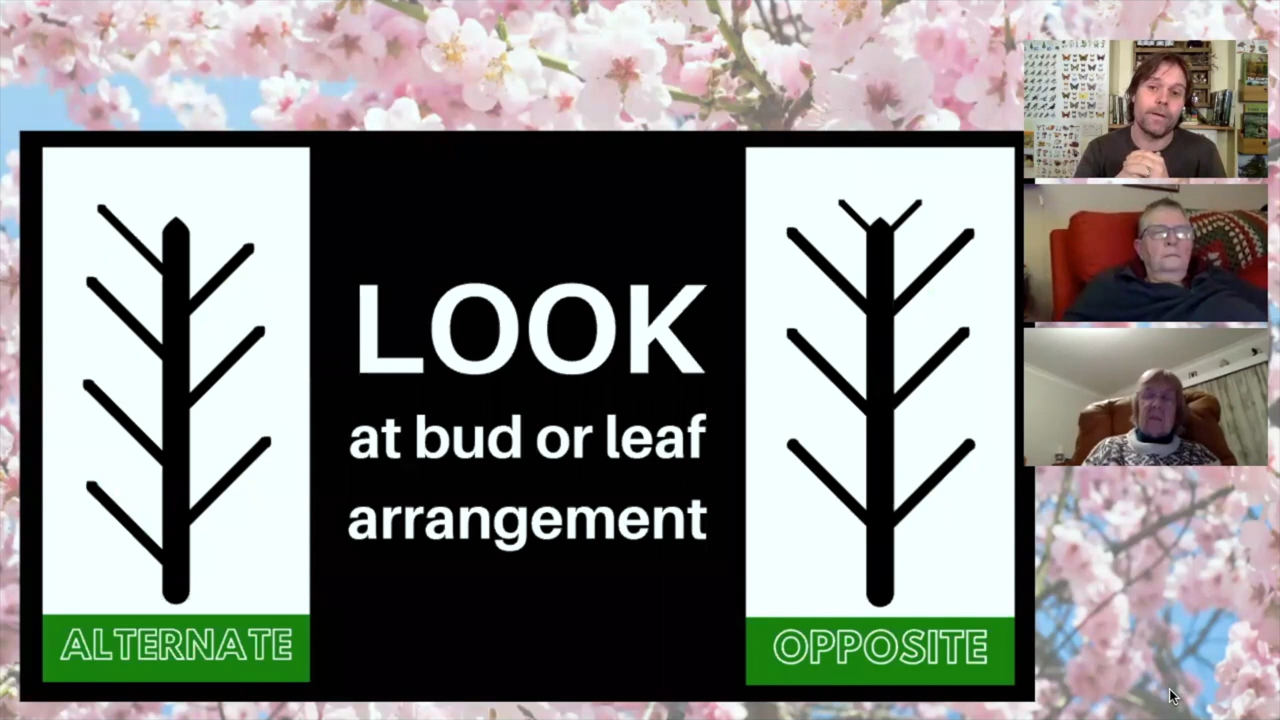 LOOK
at bud or leaf
arrangement
ALTERNATE
OPPOSITE